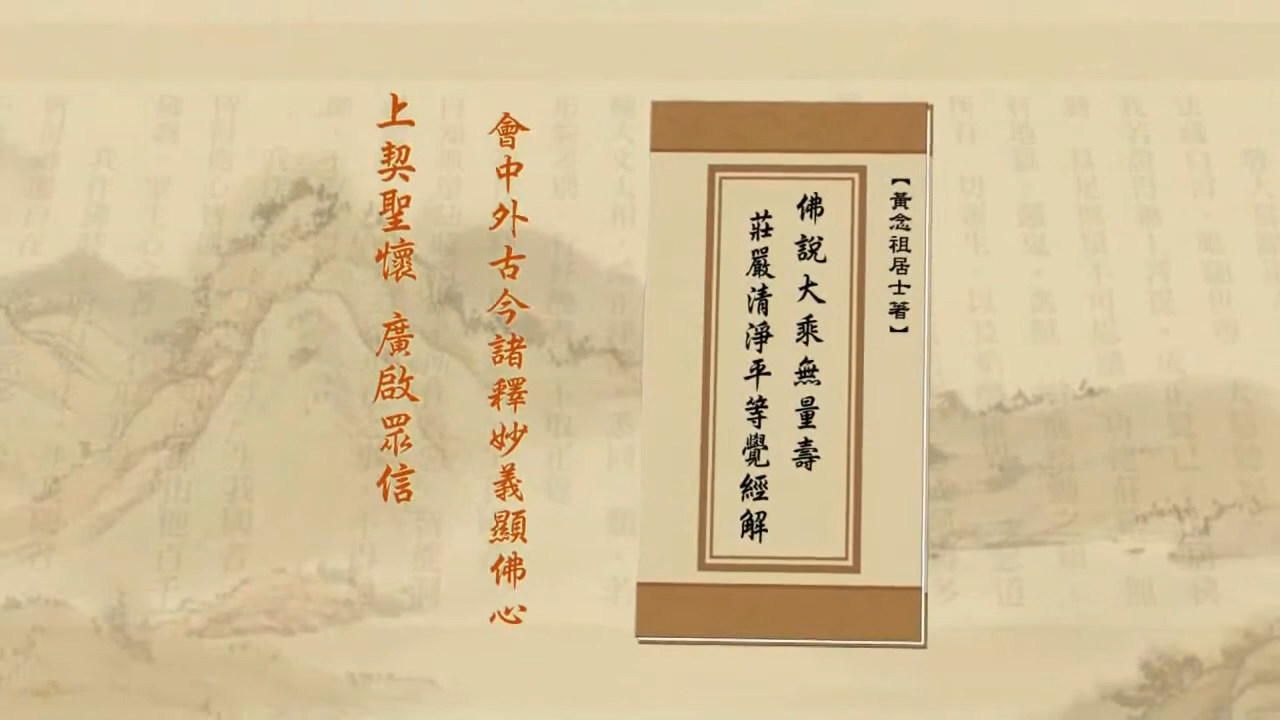 【黃念祖居士著】
佛說大乘無量壽
莊嚴清淨平等覺經解
會中外古今諸釋妙義顯佛心
上契聖懷 廣啟眾信